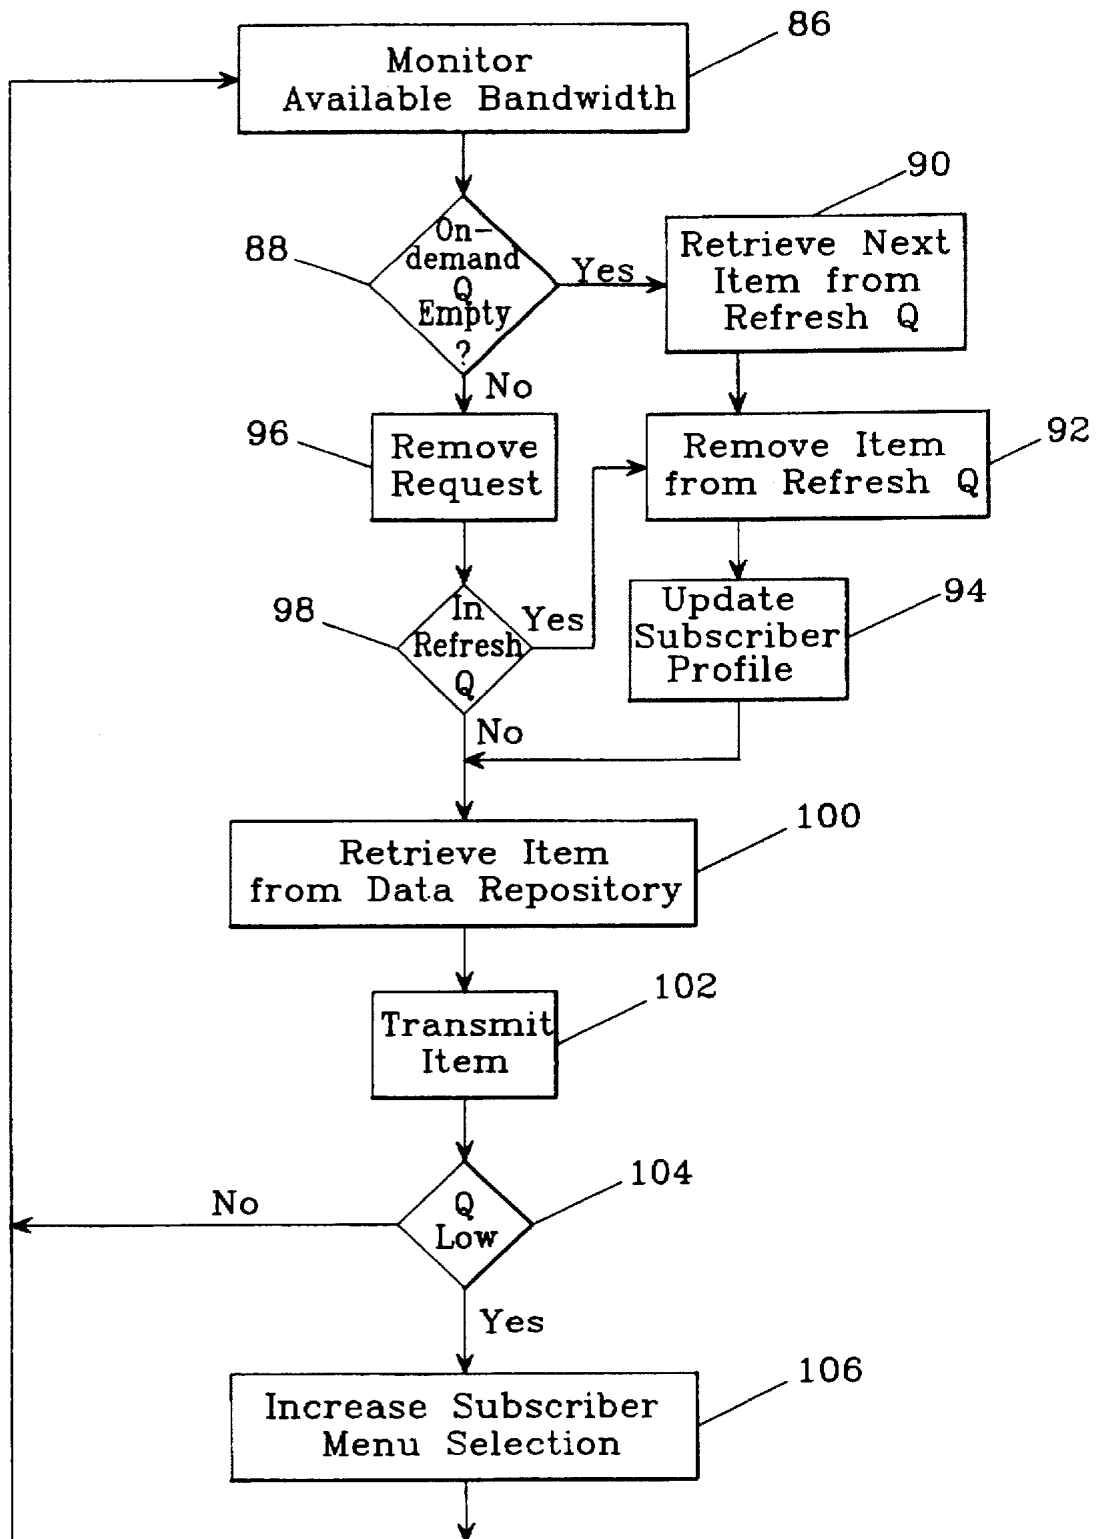 86
Monitor
Available Bandwidth
90
88
On-
demand
Q
Empty
?
Yes
Retrieve Next
Item from
Refresh Q
No
96
Remove
Request
92
Remove Item
from Refresh Q
98
In
Refresh
Q
Yes
94
Update
Subscriber
Profile
No
100
Retrieve Item
from Data Repository
102
Transmit
Item
104
No
Q
Low
Yes
106
Increase Subscriber
Menu Selection